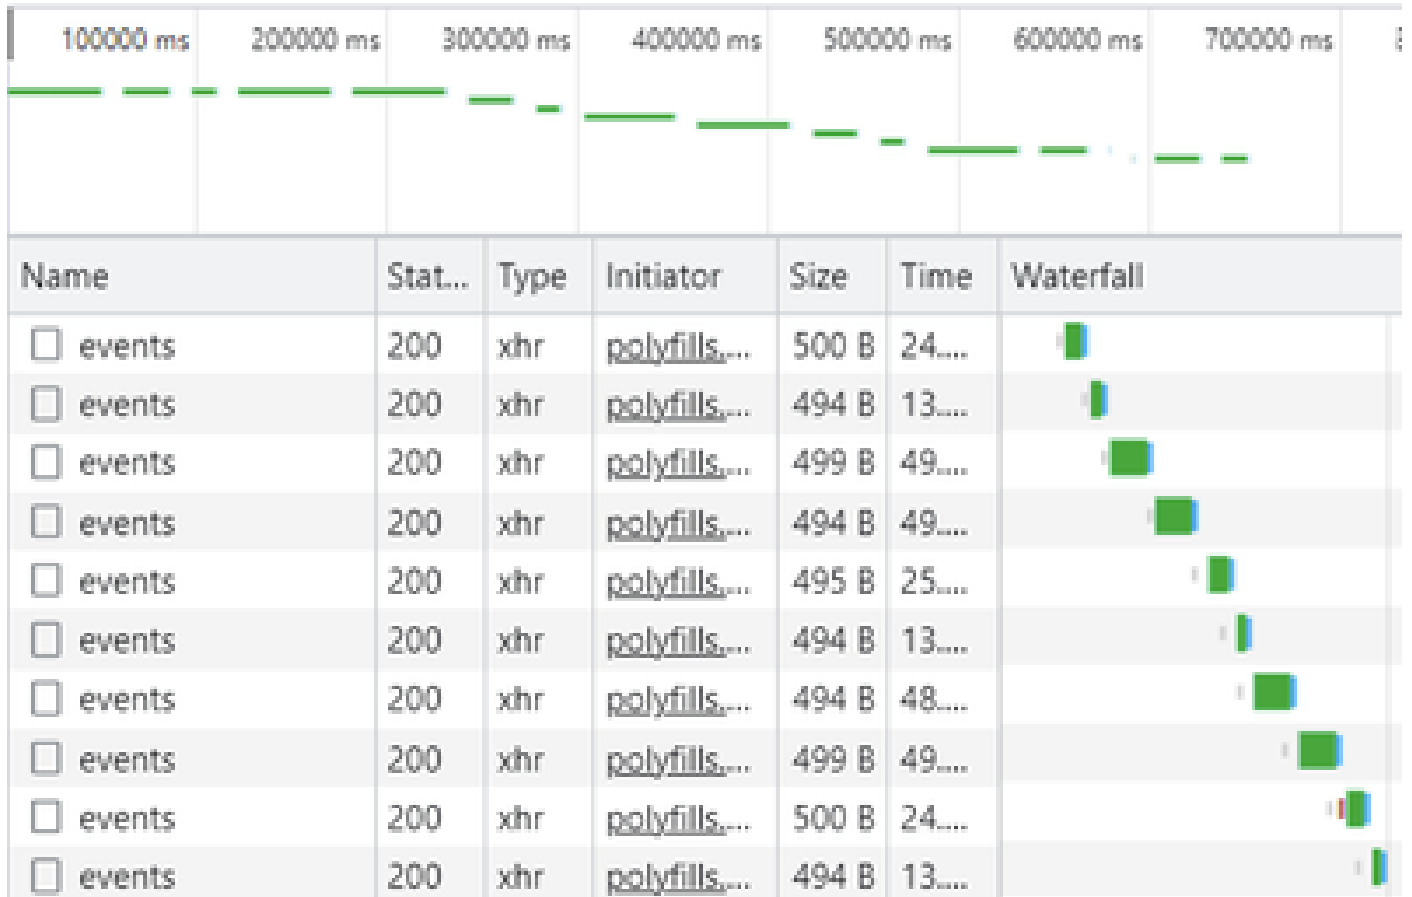 100000 ms 200000 ms 300000 ms 400000 ms 500000 ms 600000 ms 700000 ms
Name Stat... Type Initiator Size Time Waterfall
events 200 xhr polyfills.... 500 B 24....
events 200 xhr polyfills.... 494 B 13....
events 200 xhr polyfills.... 499 B 49....
events 200 xhr polyfills.... 494 B 49....
events 200 xhr polyfills.... 495 B 25....
events 200 xhr polyfills.... 494 B 13....
events 200 xhr polyfills.... 494 B 48....
events 200 xhr polyfills.... 499 B 49....
events 200 xhr polyfills.... 500 B 24....
events 200 xhr polyfills.... 494 B 13....